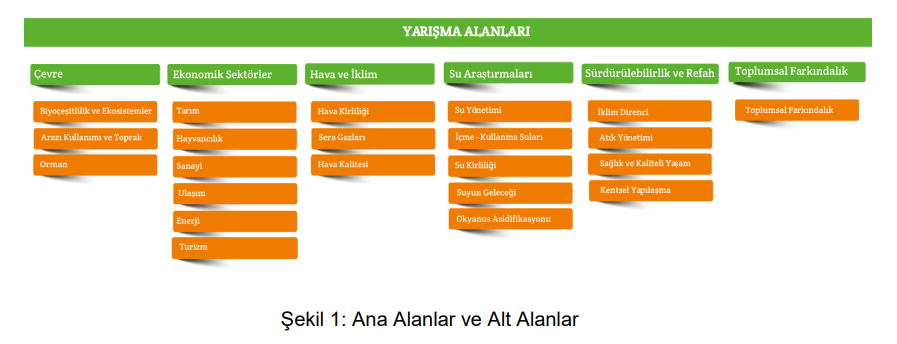 YARIŞMA ALANLARI
Çevre
Biyoçeşitlilik ve Ekosistemler
Arazi Kullanımı ve Toprak
Orman
Ekonomik Sektörler
Tarım
Hayvancılık
Sanayi
Ulaşım
Enerji
Turizm
Hava ve İklim
Hava Kirliliği
Sera Gazları
Hava Kalitesi
Su Araştırmaları
Su Yönetimi
İçme - Kullanma Suları
Su Kirliliği
Suyun Geleceği
Okyanus Asidifikasyonu
Sürdürülebilirlik ve Refah
İklim Direnci
Atık Yönetimi
Sağlık ve Kaliteli Yaşam
Kentsel Yapılaşma
Toplumsal Farkındalık
Toplumsal Farkındalık
Şekil 1: Ana Alanlar ve Alt Alanlar